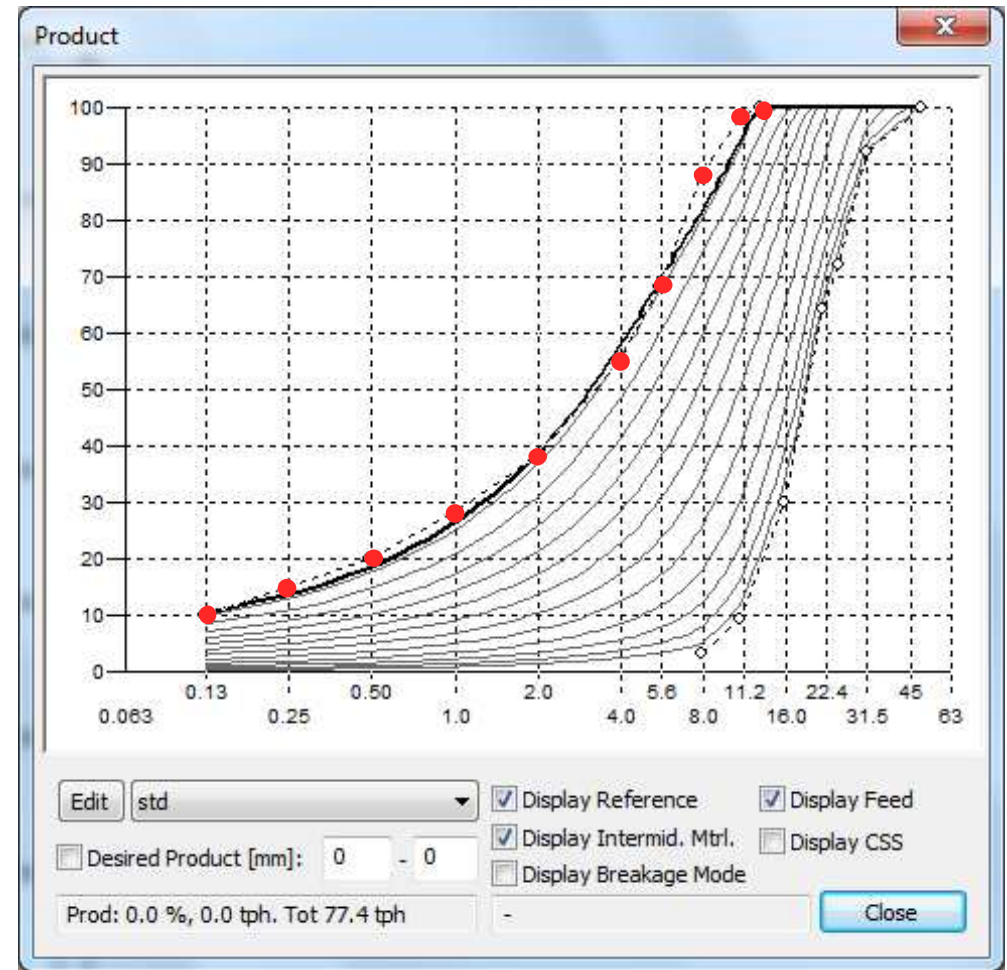 Product
100
90
80
70
60
50
40
30
20
10
0
0.13 0.50 2.0 5.6 11.2 22.4 45
0.063 0.25 1.0 4.0 8.0 16.0 31.5 63
Edit std Display Reference Display Feed
Display Intermid. Mtrl. Display CSS
Desired Product [mm]: 0 - 0
Display Breakage Mode
Prod: 0.0 %, 0.0 tph. Tot 77.4 tph - Close